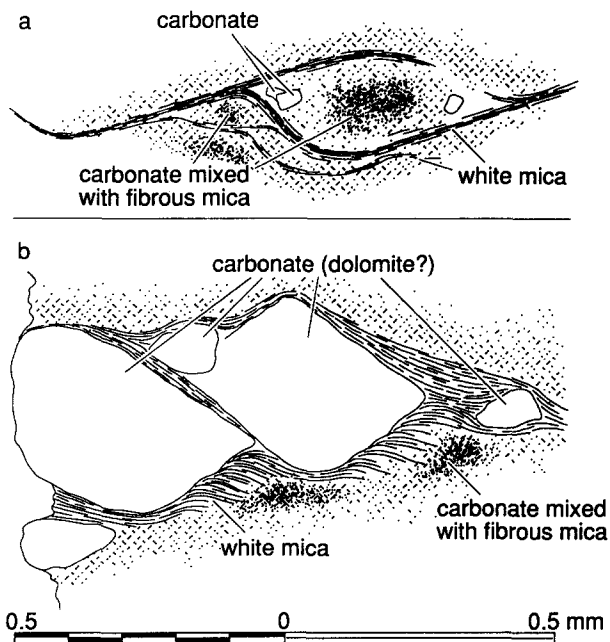 a
carbonate
carbonate mixed
with fibrous mica
white mica
b
carbonate (dolomite?)
carbonate mixed
with fibrous mica
white mica
0.5 0 0.5 mm